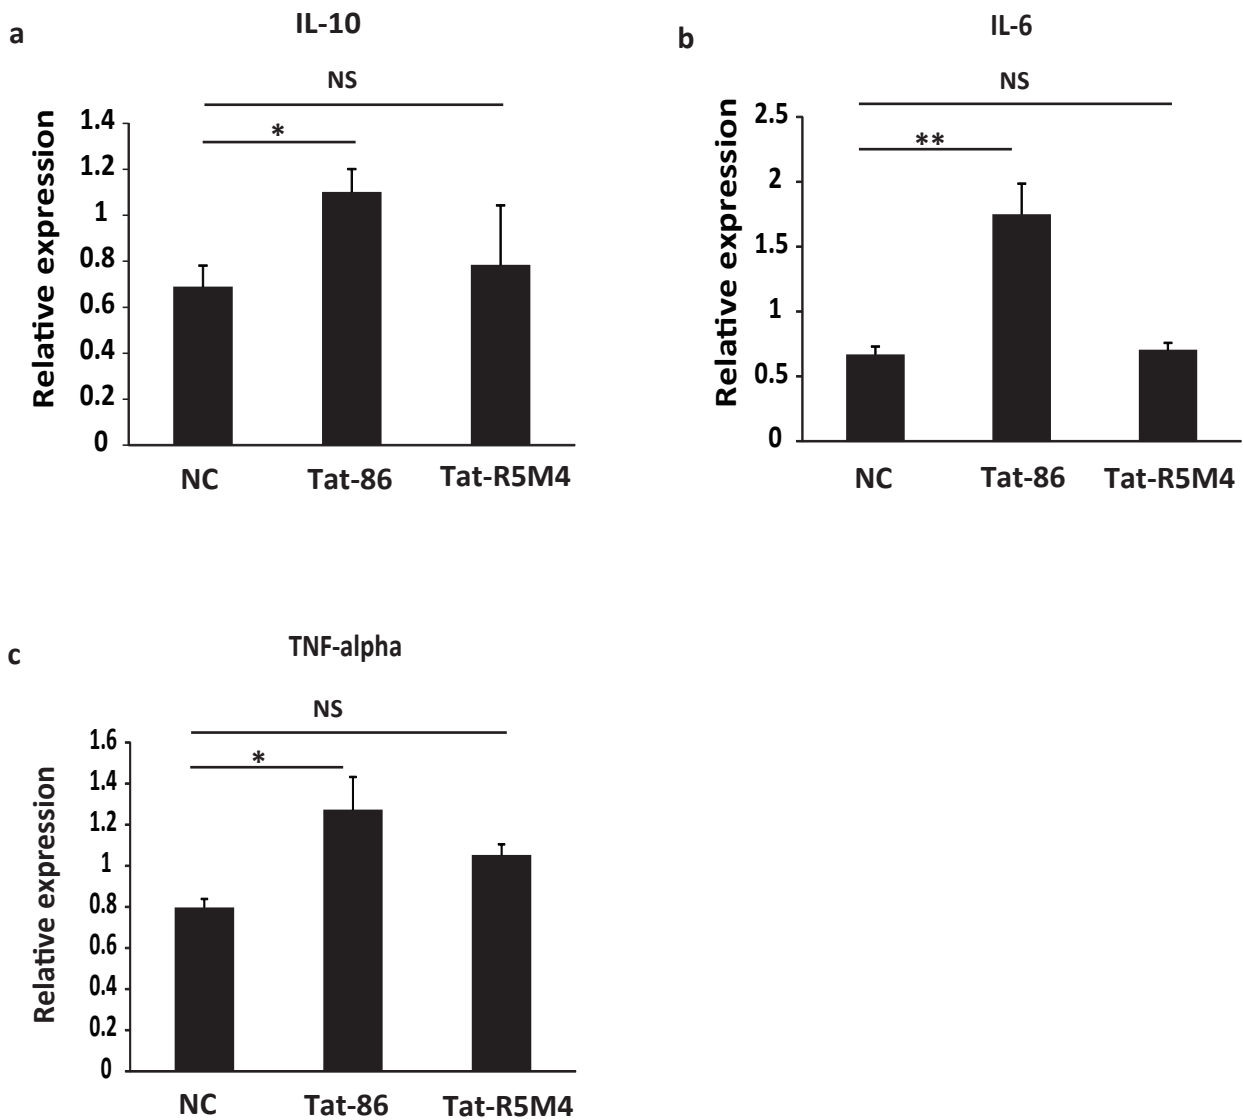 a
IL-10
NS
*
Relative expression
1.4
1.2
1
0.8
0.6
0.4
0.2
0
NC Tat-86 Tat-R5M4
b
IL-6
NS
**
Relative expression
2.5
2
1.5
1
0.5
0
NC Tat-86 Tat-R5M4
c
TNF-alpha
NS
*
Relative expression
1.6
1.4
1.2
1
0.8
0.6
0.4
0.2
0
NC Tat-86 Tat-R5M4